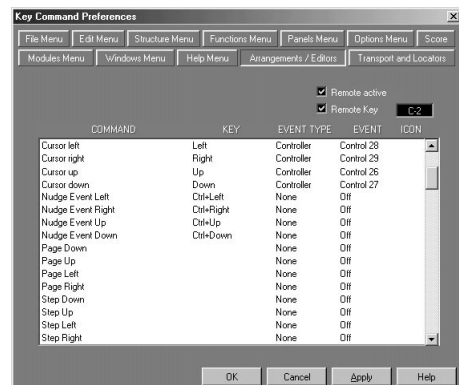 Key Command Preferences
File Menu Edit Menu Structure Menu Functions Menu Panels Menu Options Menu Score
Modules Menu Windows Menu Help Menu Arrangements / Editors Transport and Locators
Remote active
Remote Key C-2
COMMAND KEY EVENT TYPE EVENT ICON
Cursor left Left Controller Control 28
Cursor right Right Controller Control 29
Cursor up Up Controller Control 26
Cursor down Down Controller Control 27
Nudge Event Left Ctrl+Left None Off
Nudge Event Right Ctrl+Right None Off
Nudge Event Up Ctrl+Up None Off
Nudge Event Down Ctrl+Down None Off
Page Down None Off
Page Up None Off
Page Left None Off
Page Right None Off
Step Down None Off
Step Up None Off
Step Left None Off
Step Right None Off
OK Cancel Apply Help